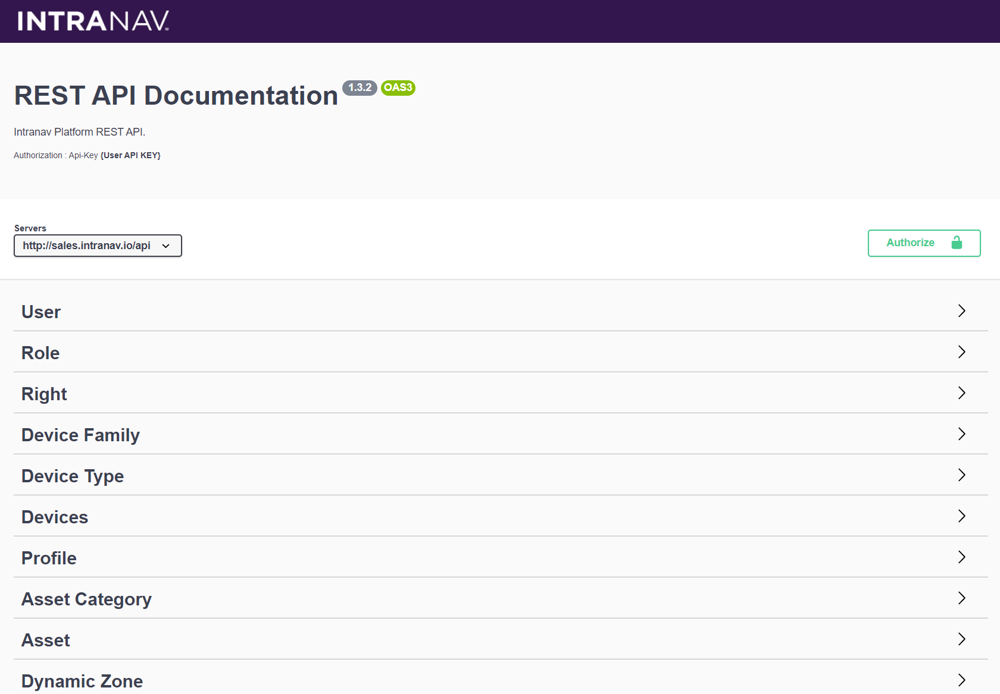 INTRANAV®
REST API Documentation 1.3.2 OAS3
Intranav Platform REST API.
Authorization : Api-Key {User API KEY}
Servers
http://sales.intranav.io/api
Authorize
User
Role
Right
Device Family
Device Type
Devices
Profile
Asset Category
Asset
Dynamic Zone